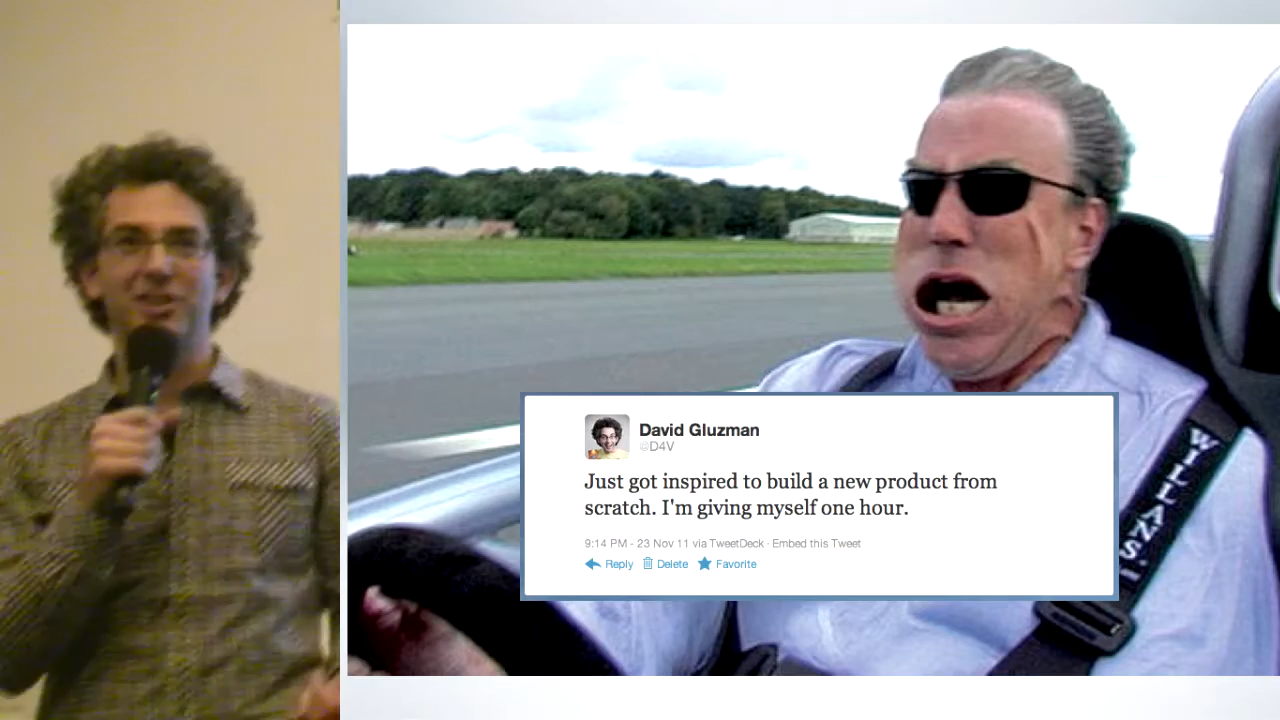 David Gluzman
@D4V
Just got inspired to build a new product from
scratch. I'm giving myself one hour.
9:14 PM - 23 Nov 11 via TweetDeck · Embed this Tweet
Reply Delete Favorite
WILLANS